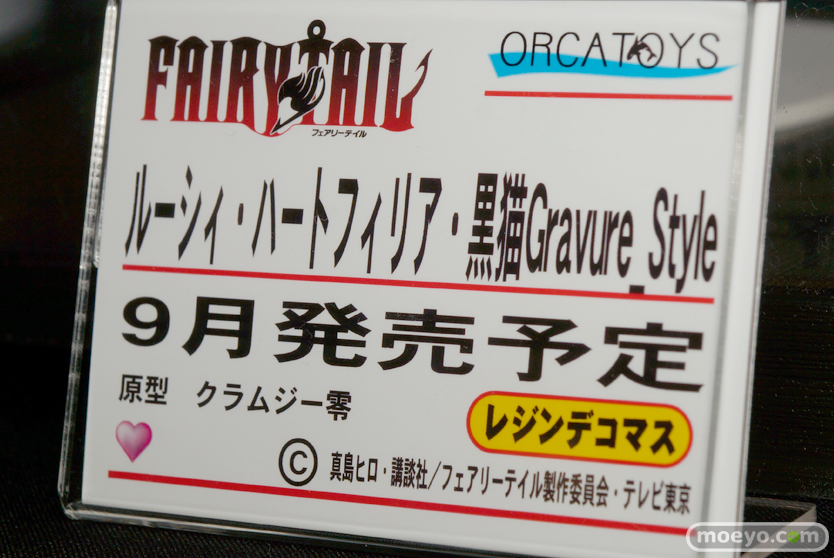 FAIRY TAIL
フェアリーテイル
ORCATOYS
ルーシィ・ハートフィリア・黒猫Gravure_Style
9月発売予定
原型 クラムジー零
レジンデコマス
©真島ヒロ・講談社/フェアリーテイル製作委員会・テレビ東京
moeyo.com